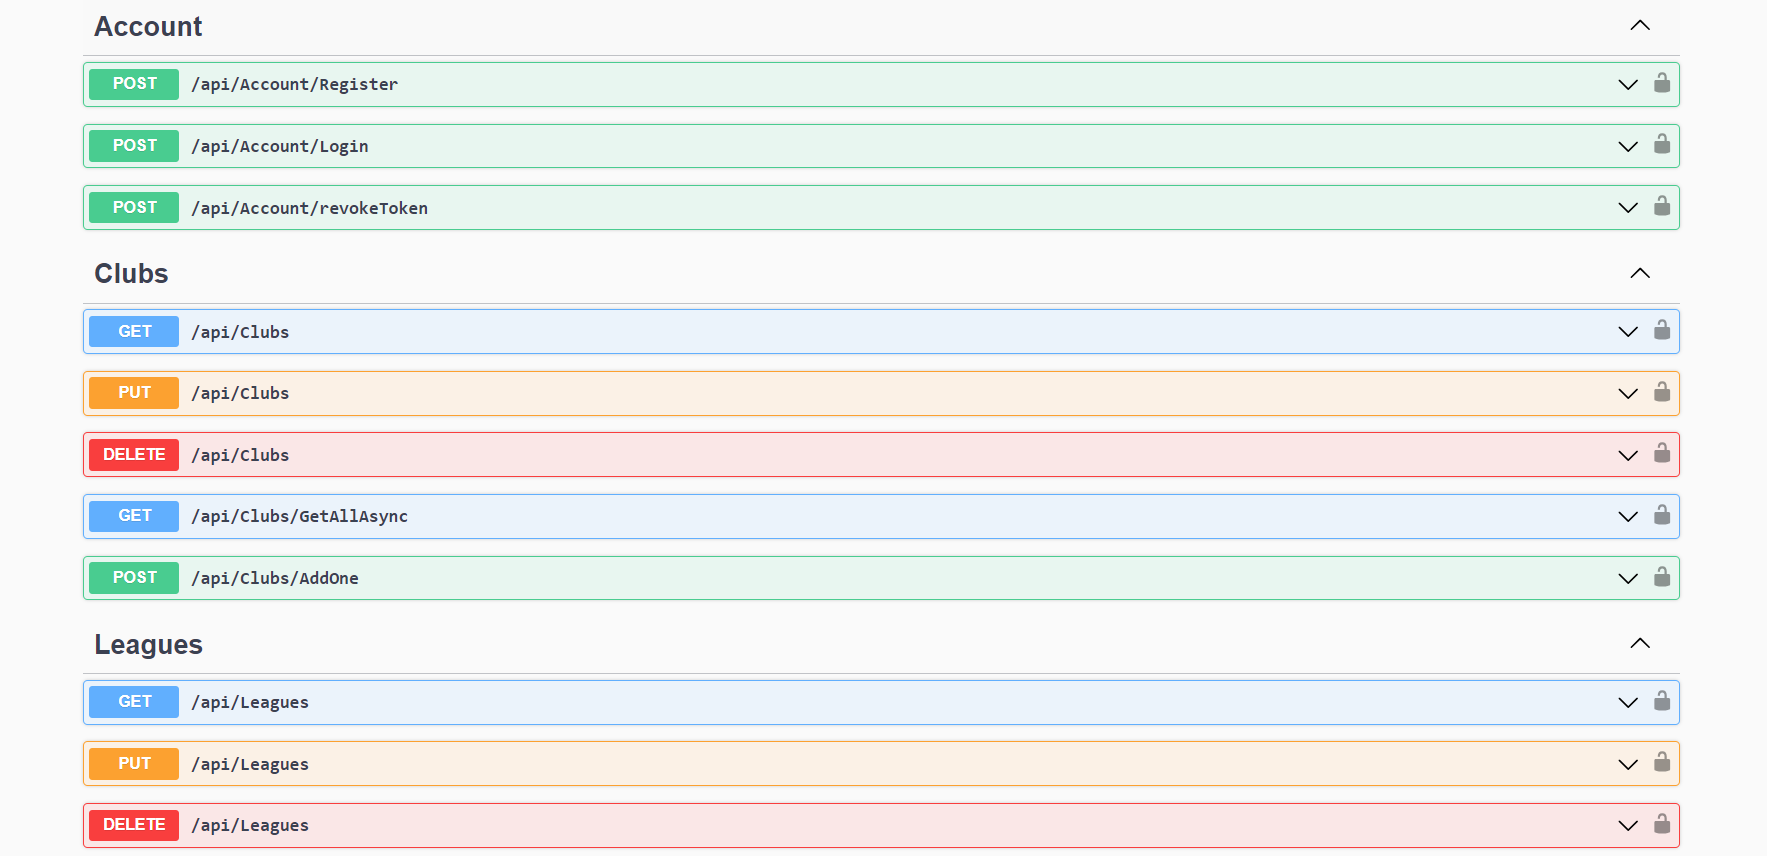 Account
POST /api/Account/Register
POST /api/Account/Login
POST /api/Account/revokeToken
Clubs
GET /api/Clubs
PUT /api/Clubs
DELETE /api/Clubs
GET /api/Clubs/GetAllAsync
POST /api/Clubs/AddOne
Leagues
GET /api/Leagues
PUT /api/Leagues
DELETE /api/Leagues